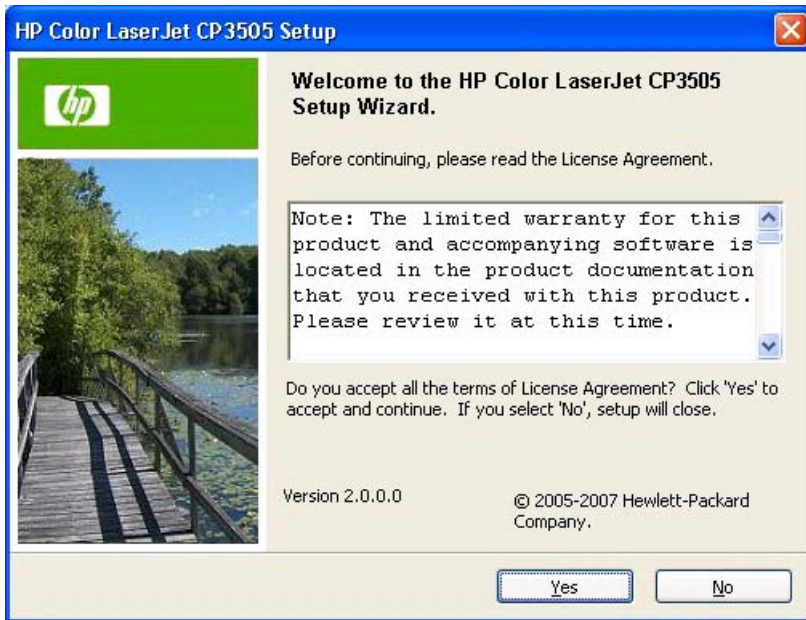 HP Color LaserJet CP3505 Setup
hp
Welcome to the HP Color LaserJet CP3505
Setup Wizard.
Before continuing, please read the License Agreement.
Note: The limited warranty for this
product and accompanying software is
located in the product documentation
that you received with this product.
Please review it at this time.
Do you accept all the terms of License Agreement? Click 'Yes' to
accept and continue. If you select 'No', setup will close.
Version 2.0.0.0
© 2005-2007 Hewlett-Packard
Company.
Yes
No